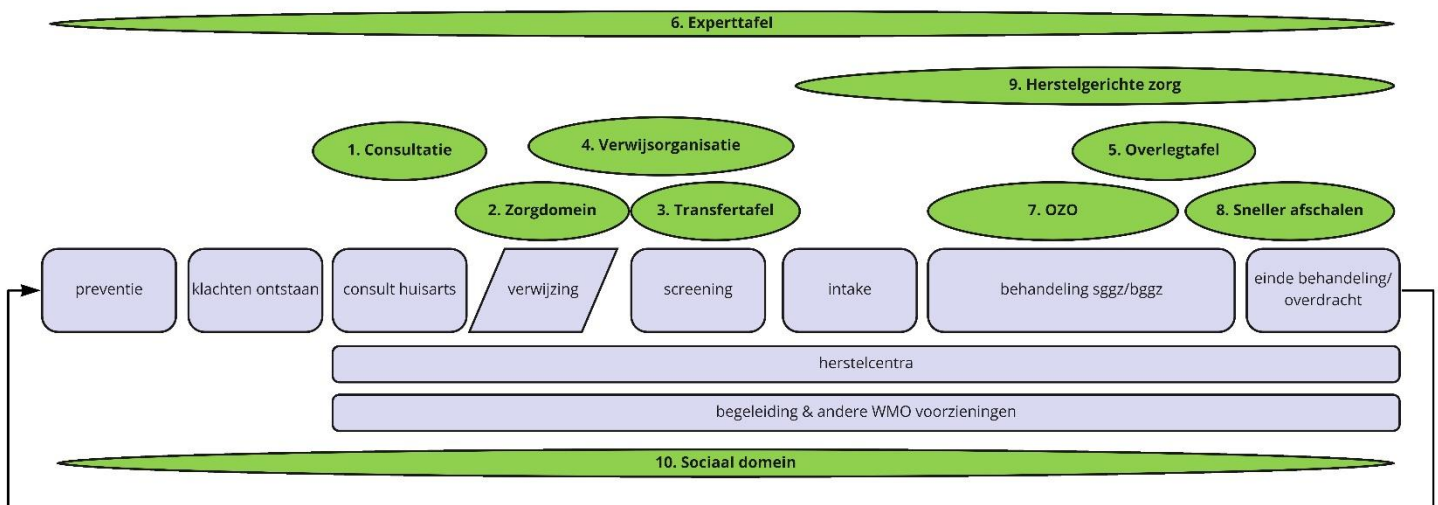 6. Experttafel
9. Herstelgerichte zorg
1. Consultatie
4. Verwijsorganisatie
5. Overlegtafel
2. Zorgdomein
3. Transfertafel
7. OZO
8. Sneller afschalen
preventie
klachten ontstaan
consult huisarts
verwijzing
screening
intake
behandeling sggz/bggz
einde behandeling/
overdracht
herstelcentra
begeleiding & andere WMO voorzieningen
10. Sociaal domein